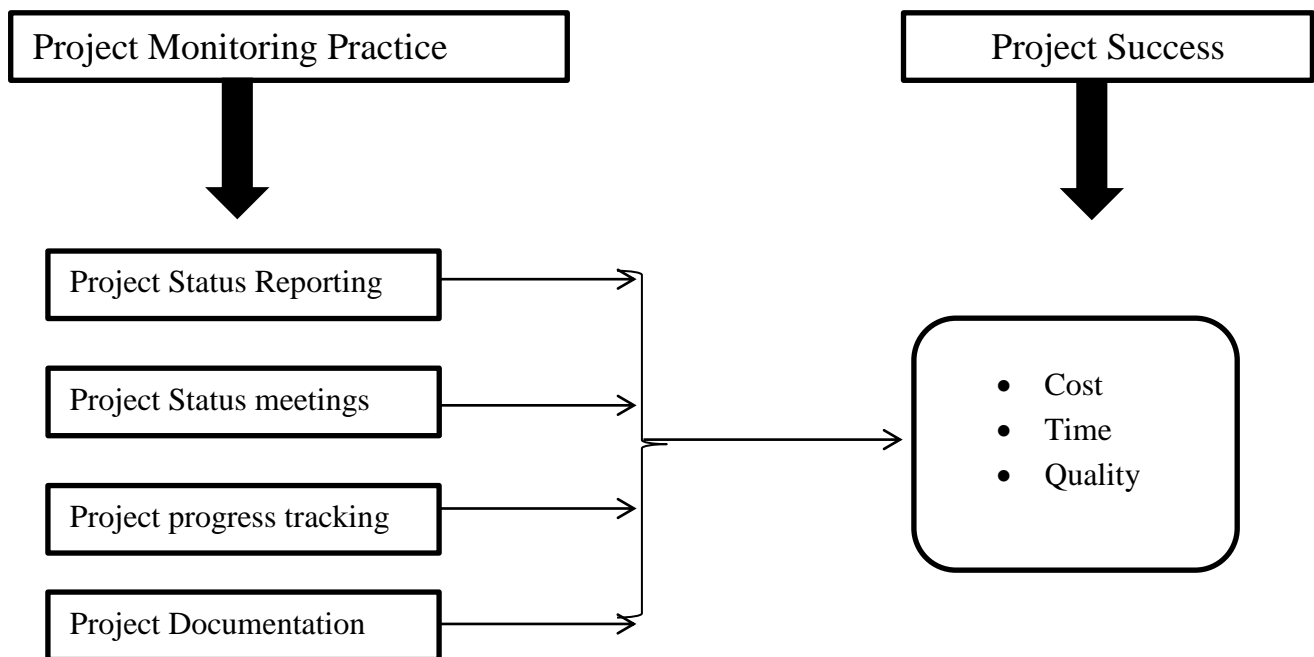 Project Monitoring Practice
Project Success
Project Status Reporting
Project Status meetings
Project progress tracking
Project Documentation
• Cost
• Time
• Quality